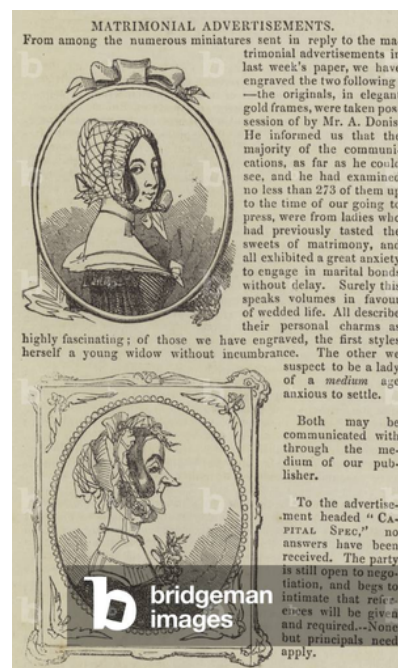 MATRIMONIAL ADVERTISEMENTS.
From among the numerous miniatures sent in reply to the ma
trimonial advertisements in
last week's paper, we have
engraved the two following
—the originals, in elegant
gold frames, were taken pos
session of by Mr. A. Donis
He informed us that the
majority of the communi
cations, as far as he could
see, and he had examined
no less than 273 of them up
to the time of our going to
press, were from ladies who
had previously tasted the
sweets of matrimony, and
all exhibited a great anxiety
to engage in marital bonds
without delay. Surely this
speaks volumes in favour
of wedded life. All describe
their personal charms as
highly fascinating; of those we have engraved, the first styles
herself a young widow without incumbrance. The other we
suspect to be a lady
of a medium age
anxious to settle.
Both may be
communicated with
through the me-
dium of our pub-
lisher.
To the advertise-
ment headed "CA-
PITAL SPEC," no
answers have been
received. The party
is still open to nego-
tiation, and begs to
intimate that refer-
ences will be given
and required.--None
but principals need
apply.
b bridgeman
images